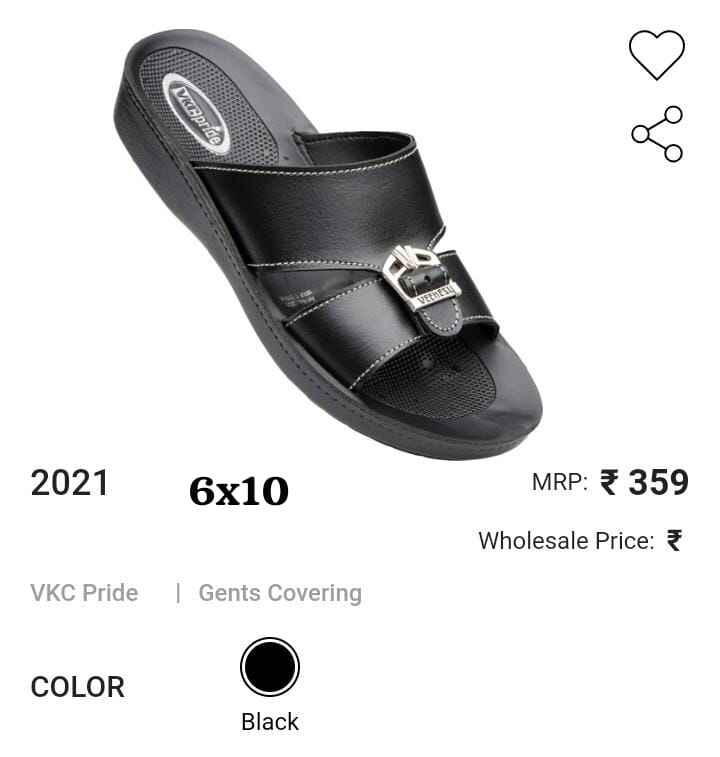 VKCpride
2021
6x10
MRP: ₹ 359
Wholesale Price: ₹
VKC Pride | Gents Covering
COLOR
Black